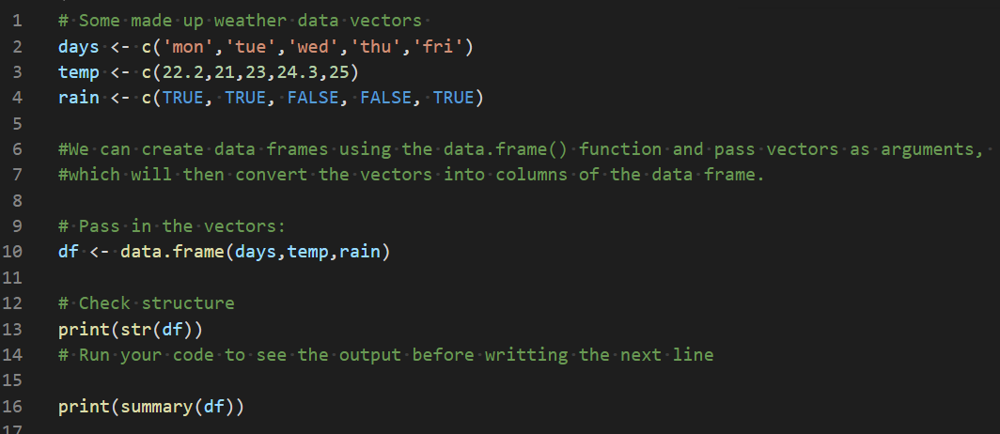 1 # Some made up weather data vectors
2 days <- c('mon','tue','wed','thu','fri')
3 temp <- c(22.2,21,23,24.3,25)
4 rain <- c(TRUE, TRUE, FALSE, FALSE, TRUE)
5
6 #We can create data frames using the data.frame() function and pass vectors as arguments,
7 #which will then convert the vectors into columns of the data frame.
8
9 # Pass in the vectors:
10 df <- data.frame(days,temp,rain)
11
12 # Check structure
13 print(str(df))
14 # Run your code to see the output before writting the next line
15
16 print(summary(df))
17